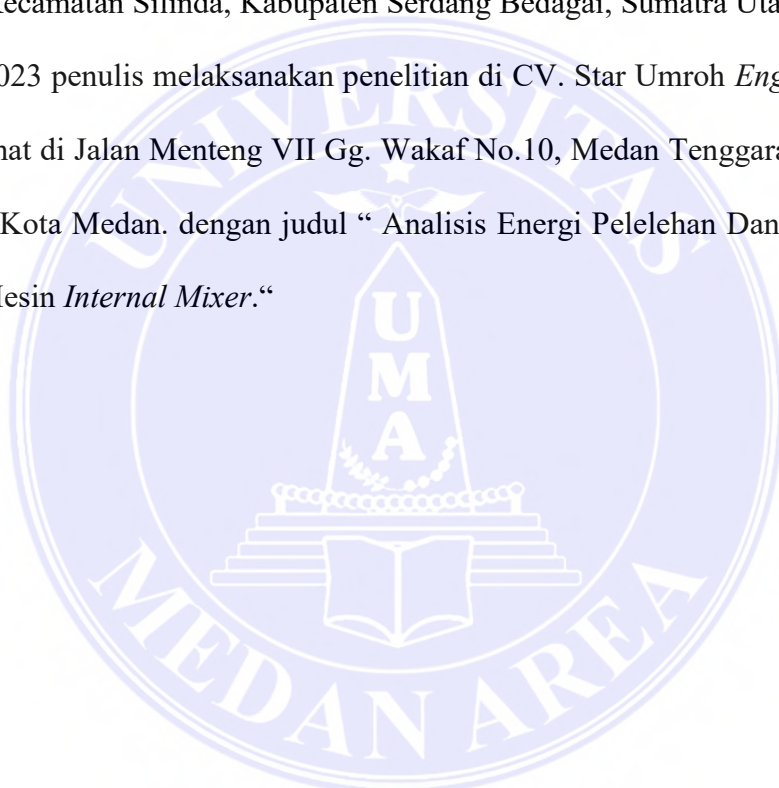 Kecamatan Silinda, Kabupaten Serdang Bedagai, Sumatra Uta
023 penulis melaksanakan penelitian di CV. Star Umroh Eng
nat di Jalan Menteng VII Gg. Wakaf No.10, Medan Tenggara
Kota Medan. dengan judul “ Analisis Energi Pelelehan Dan
Mesin Internal Mixer.“
UNIVERSITAS
UMA
MEDAN AREA